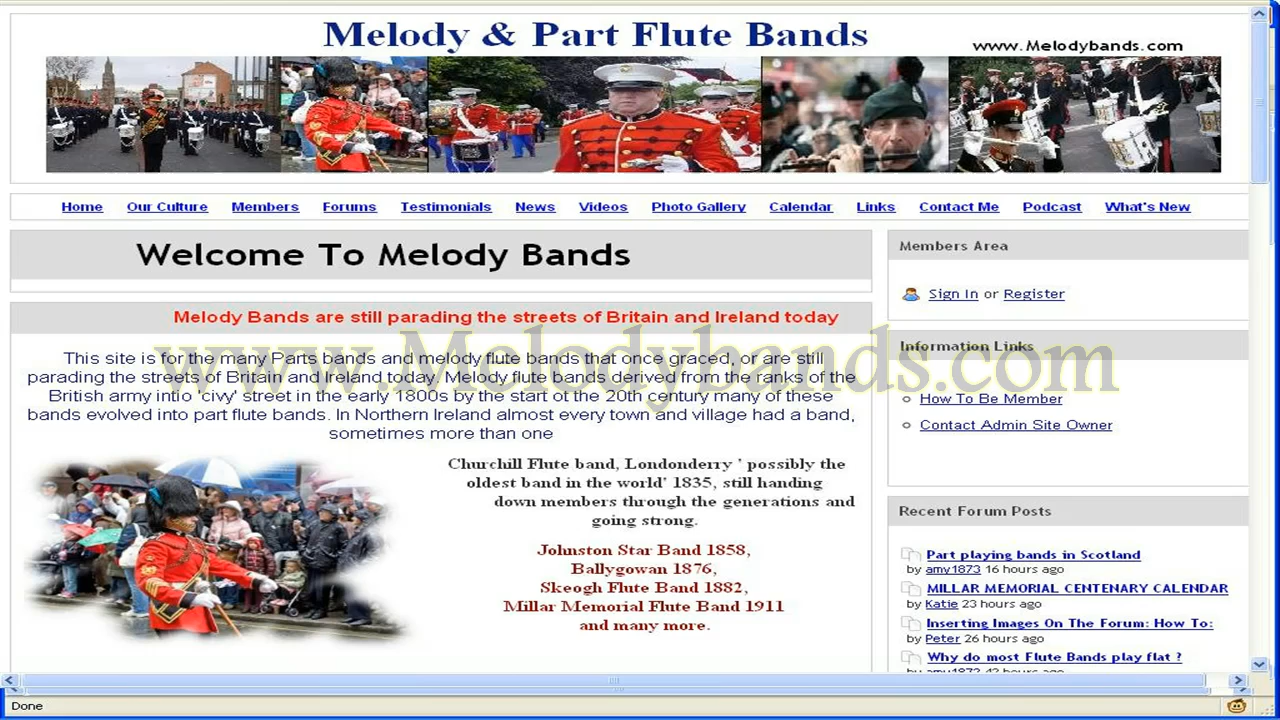 Melody & Part Flute Bands
www.Melodybands.com
Home Our Culture Members Forums Testimonials News Videos Photo Gallery Calendar Links Contact Me Podcast What's New
Welcome To Melody Bands
Melody Bands are still parading the streets of Britain and Ireland today
This site is for the many Parts bands and melody flute bands that once graced, or are still
parading the streets of Britain and Ireland today. Melody flute bands derived from the ranks of the
British army intio 'civy' street in the early 1800s by the start ot the 20th century many of these
bands evolved into part flute bands. In Northern Ireland almost every town and village had a band,
sometimes more than one
Churchill Flute band, Londonderry ' possibly the
oldest band in the world' 1835, still handing
down members through the generations and
going strong.
Johnston Star Band 1858,
Ballygowan 1876,
Skeogh Flute Band 1882,
Millar Memorial Flute Band 1911
and many more.
Members Area
Sign In or Register
Information Links
How To Be Member
Contact Admin Site Owner
Recent Forum Posts
Part playing bands in Scotland
by amy1873 16 hours ago
MILLAR MEMORIAL CENTENARY CALENDAR
by Katie 23 hours ago
Inserting Images On The Forum: How To:
by Peter 26 hours ago
Why do most Flute Bands play flat ?
www.Melodybands.com
Done